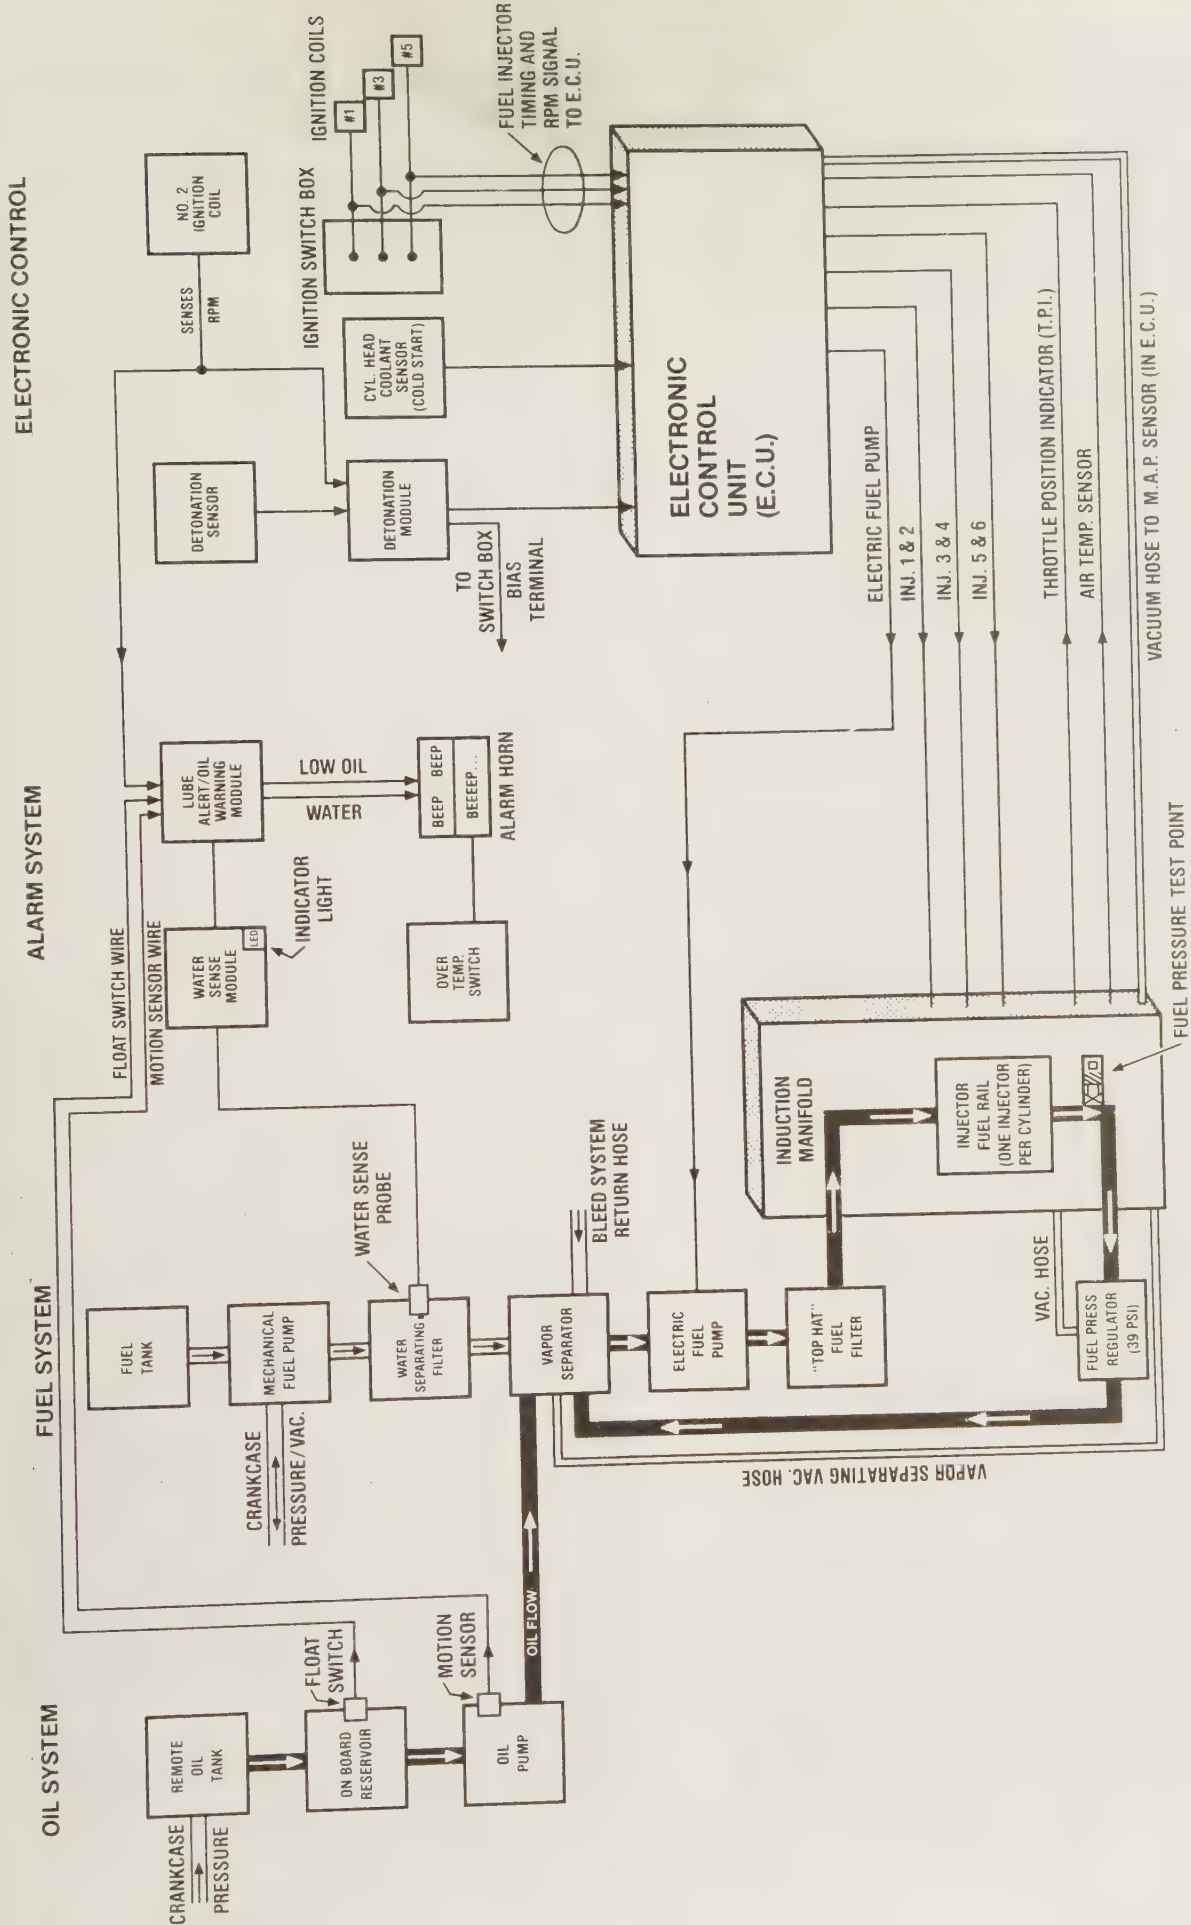 OIL SYSTEM
CRANKCASE
PRESSURE
REMOTE
OIL
TANK
ON BOARD
RESERVOIR
FLOAT
SWITCH
OIL
PUMP
MOTION
SENSOR
OIL FLOW
FUEL SYSTEM
FUEL
TANK
MECHANICAL
FUEL PUMP
CRANKCASE
PRESSURE/VAC.
WATER
SEPARATING
FILTER
WATER SENSE
PROBE
VAPOR
SEPARATOR
BLEED SYSTEM
RETURN HOSE
ELECTRIC
FUEL
PUMP
"TOP HAT"
FUEL
FILTER
VAPOR SEPARATING VAC. HOSE
VAC. HOSE
FUEL PRESS
REGULATOR
(39 PSI)
INDUCTION
MANIFOLD
INJECTOR
FUEL RAIL
(ONE INJECTOR
PER CYLINDER)
FUEL PRESSURE TEST POINT
ALARM SYSTEM
FLOAT SWITCH WIRE
MOTION SENSOR WIRE
LUBE
ALERT/OIL
WARNING
MODULE
WATER
SENSE
MODULE
LED
INDICATOR
LIGHT
LOW OIL
WATER
BEEP BEEP
BEEEEP...
ALARM HORN
OVER
TEMP.
SWITCH
ELECTRONIC CONTROL
NO. 2
IGNITION
COIL
SENSES
RPM
DETONATION
SENSOR
DETONATION
MODULE
TO
SWITCH BOX
BIAS
TERMINAL
CYL. HEAD
COOLANT
SENSOR
(COLD START)
IGNITION SWITCH BOX
IGNITION COILS
#1
#3
#5
FUEL INJECTOR
TIMING AND
RPM SIGNAL
TO E.C.U.
ELECTRONIC
CONTROL
UNIT
(E.C.U.)
ELECTRIC FUEL PUMP
INJ. 1 & 2
INJ. 3 & 4
INJ. 5 & 6
THROTTLE POSITION INDICATOR (T.P.I.)
AIR TEMP. SENSOR
VACUUM HOSE TO M.A.P. SENSOR (IN E.C.U.)